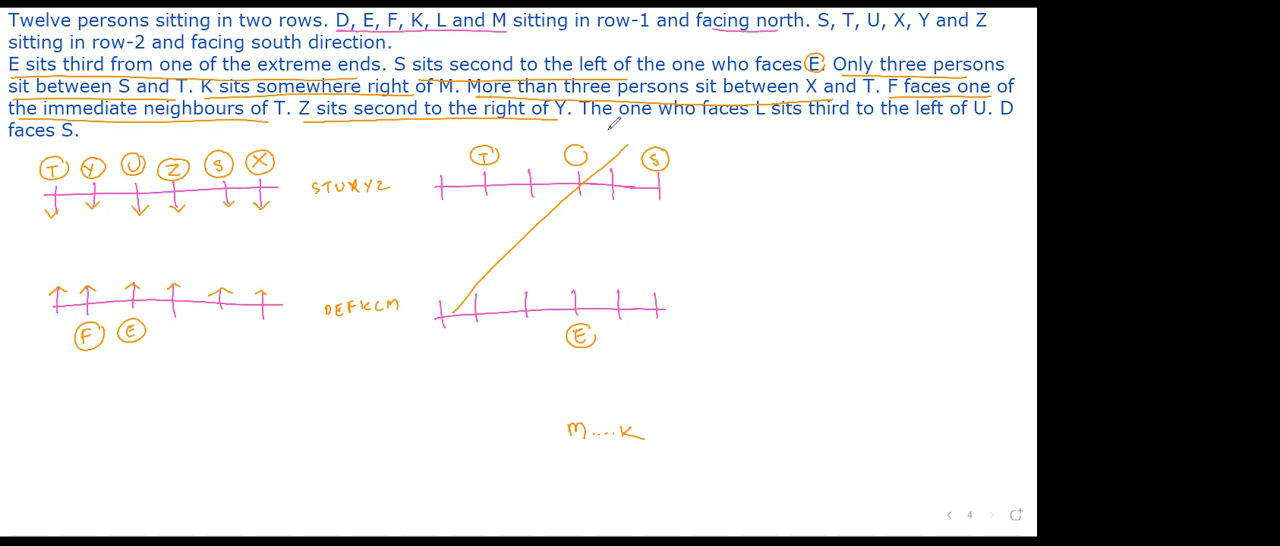 Twelve persons sitting in two rows. D, E, F, K, L and M sitting in row-1 and facing north. S, T, U, X, Y and Z
sitting in row-2 and facing south direction.
E sits third from one of the extreme ends. S sits second to the left of the one who faces E. Only three persons
sit between S and T. K sits somewhere right of M. More than three persons sit between X and T. F faces one of
the immediate neighbours of T. Z sits second to the right of Y. The one who faces L sits third to the left of U. D
faces S.
T Y U Z S X
STUXYZ
T S
F E
DEFKLM
E
M....K
4